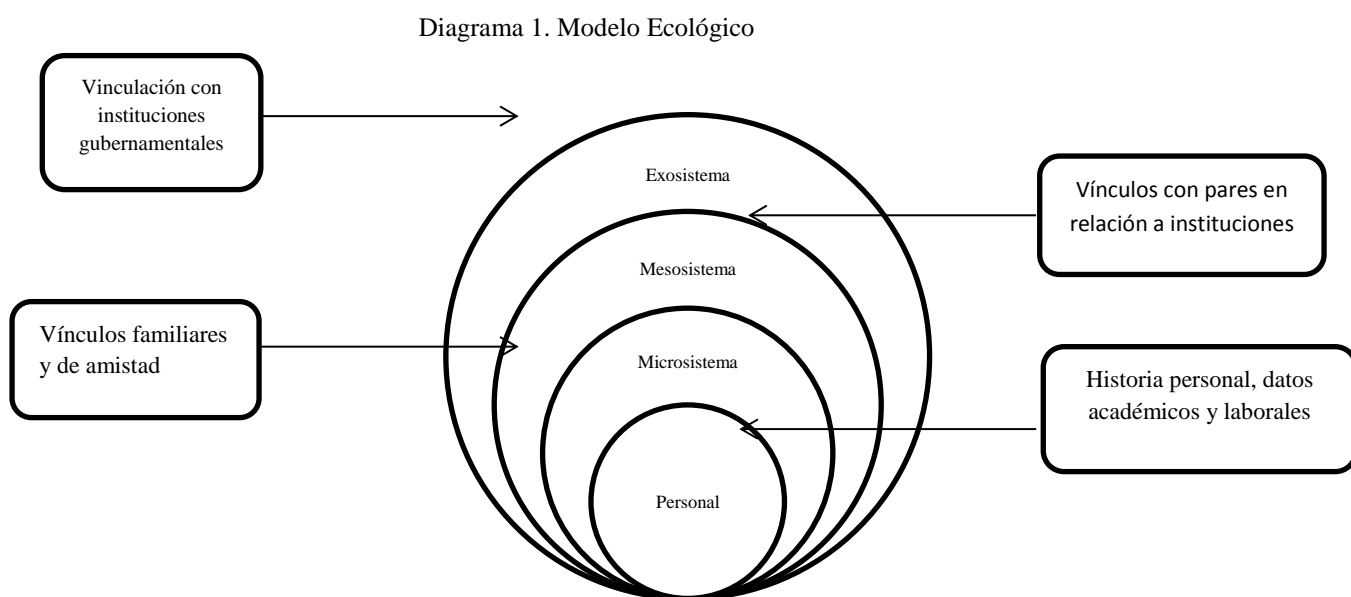 Diagrama 1. Modelo Ecológico
Vinculación con
instituciones
gubernamentales
Exosistema
Vínculos con pares en
relación a instituciones
Mesosistema
Vínculos familiares
y de amistad
Microsistema
Historia personal, datos
académicos y laborales
Personal